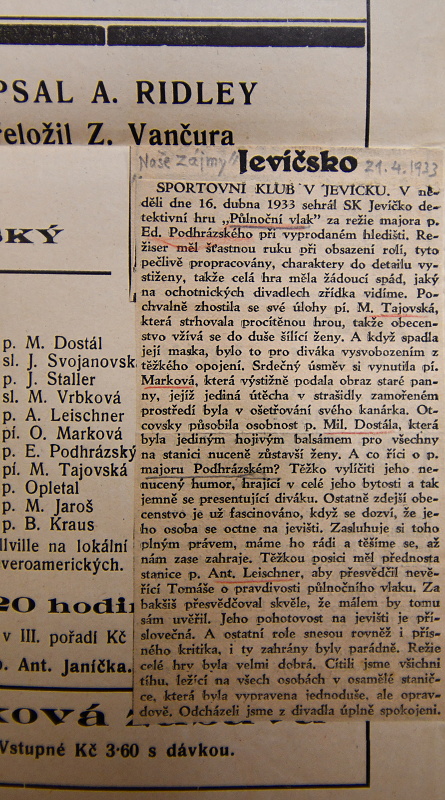 PSAL A. RIDLEY
řeložil Z. Vančura
SKÝ
p. M. Dostál
sl. J. Svojanovsk
p. J. Staller
sl. M. Vrbková
p. A. Leischner
pí. O. Marková
p. E. Podhrázský
pí. M. Tajovská
p. Opletal
p. M. Jaroš
p. B. Kraus
llville na lokální
veroamerických.
20 hodi
v III. pořadí Kč
p. Ant. Janíčka.
ková
Vstupné Kč 3·60 s dávkou.
"Naše Zájmy"
Jevíčsko
21.4.1933
SPORTOVNÍ KLUB V JEVÍČKU. V ne-
děli dne 16. dubna 1933 sehrál SK Jevíčko de-
tektivní hru „Půlnoční vlak" za režie majora p.
Ed. Podhrázského při vyprodaném hledišti. Re-
žiser měl šťastnou ruku při obsazení rolí, tyto
pečlivě propracovány, charaktery do detailu vy-
stiženy, takže celá hra měla žádoucí spád, jaký
na ochotnických divadlech zřídka vidíme. Po-
chvalně zhostila se své úlohy pí. M. Tajovská,
která strhovala procítěnou hrou, takže obecen-
stvo vžívá se do duše šílící ženy. A když spadla
její maska, bylo to pro diváka vysvobozením z
těžkého opojení. Srdečný úsměv si vynutila pí.
Marková, která výstižně podala obraz staré pan-
ny, jejíž jediná útěcha v strašidly zamořeném
prostředí byla v ošetřování svého kanárka. Ot-
covsky působila osobnost p. Mil. Dostála, která
byla jediným hojivým balsámem pro všechny
na stanici nuceně zůstavší ženy. A co říci o p.
majoru Podhrázském? Těžko vylíčiti jeho ne-
nucený humor, hrající v celé jeho bytosti a tak
jemně se presentující diváku. Ostatně zdejší obe-
censtvo je už fascinováno, když se dozví, že je-
ho osoba se octne na jevišti. Zasluhuje si toho
plným právem, máme ho rádi a těšíme se, až
nám zase zahraje. Těžkou posici měl přednosta
stanice p. Ant. Leischner, aby přesvědčil nevě-
řící Tomáše o pravdivosti půlnočního vlaku. Za
bakšiš přesvědčoval skvěle, že málem by tomu
sám uvěřil. Jeho pohotovost na jevišti je pří-
slovečná. A ostatní role snesou rovněž i přís-
ného kritika, i ty zahrány byly parádně. Režie
celé hry byla velmi dobrá. Cítili jsme všichni
tíhu, ležící na všech osobách v osamělé stanič-
ce, která byla vypravena jednoduše, ale oprav-
dově. Odcházeli jsme z divadla úplně spokojeni.